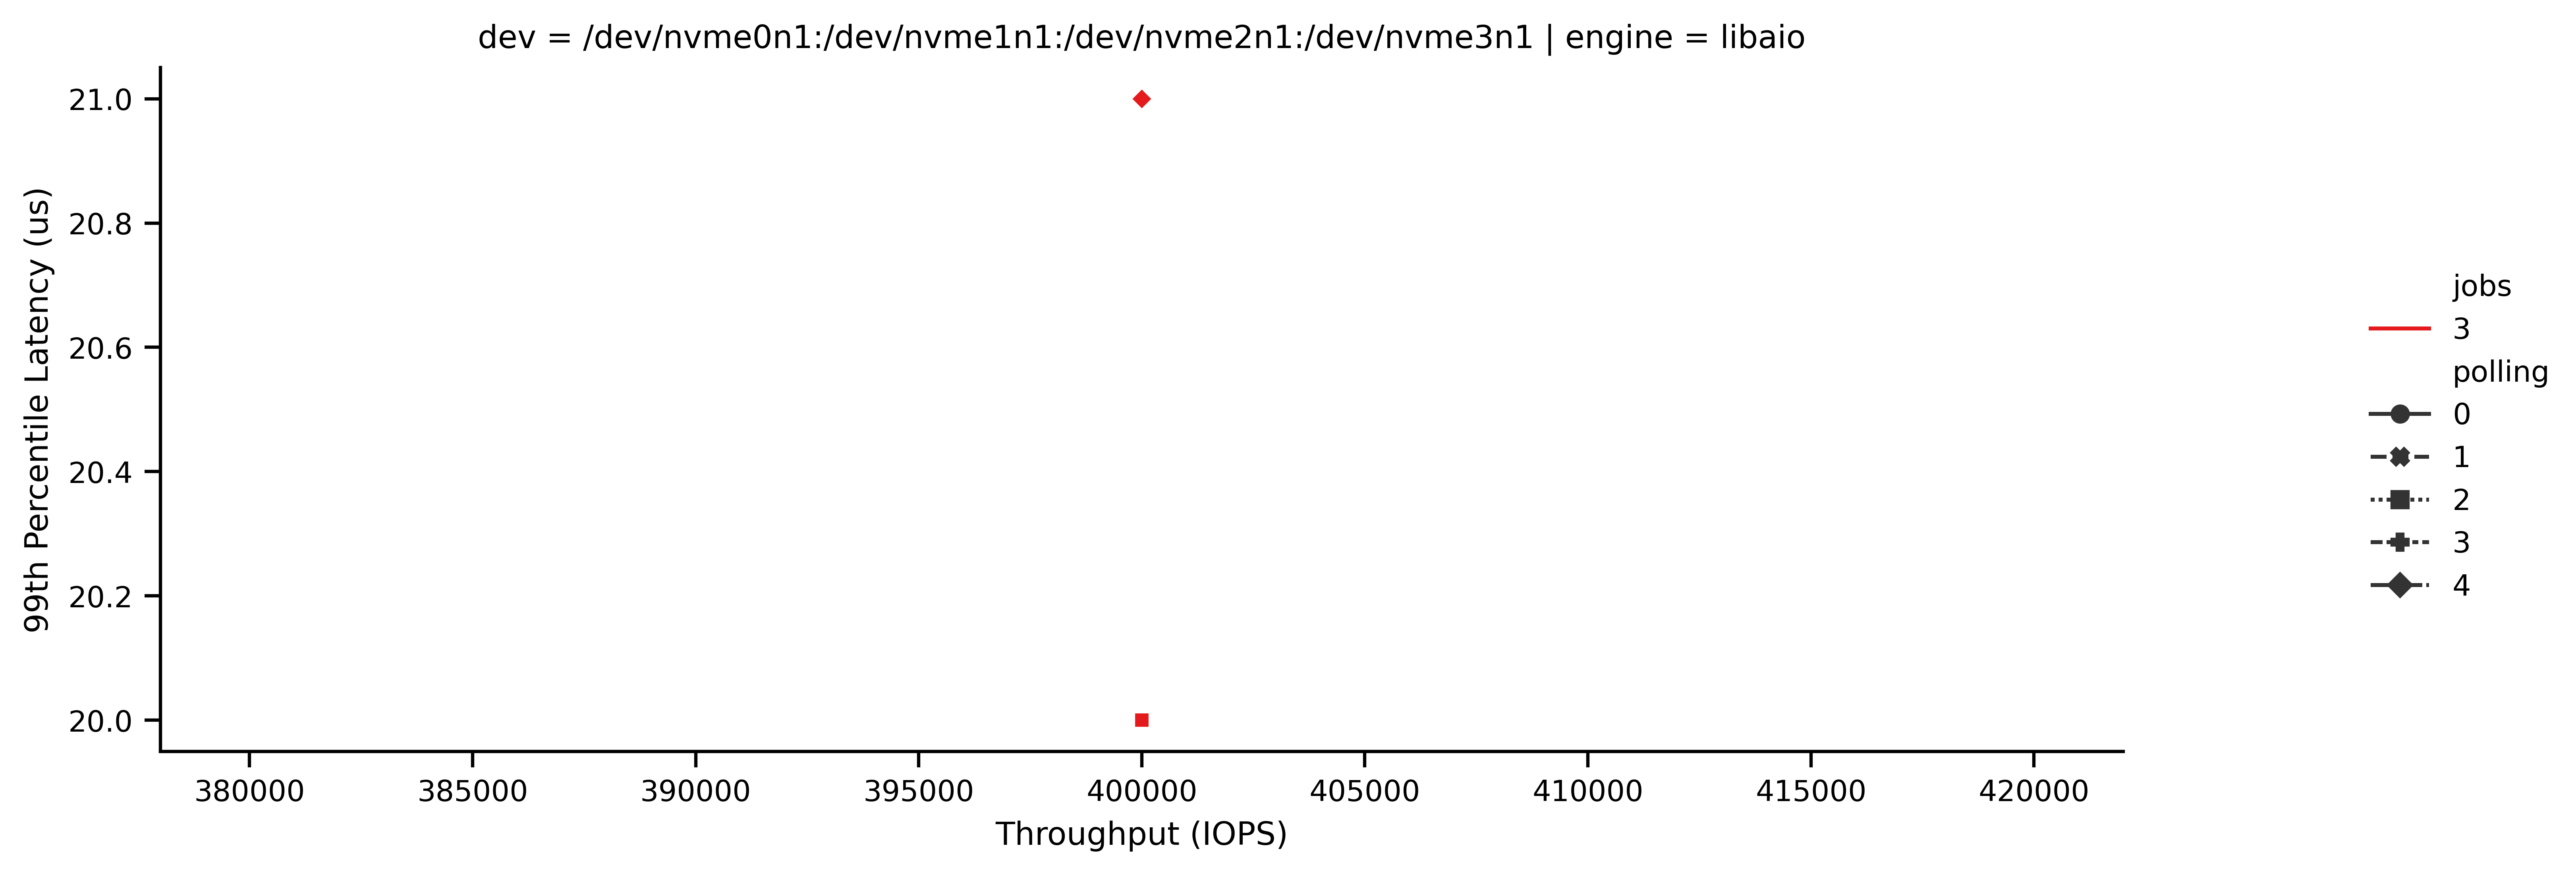 dev = /dev/nvme0n1:/dev/nvme1n1:/dev/nvme2n1:/dev/nvme3n1 | engine = libaio
99th Percentile Latency (us)
21.0
20.8
20.6
20.4
20.2
20.0
380000 385000 390000 395000 400000 405000 410000 415000 420000
Throughput (IOPS)
jobs
3
polling
0
1
2
3
4